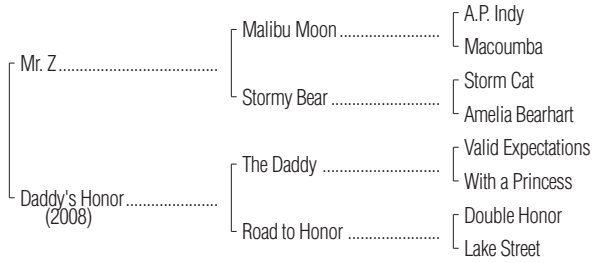 A.P. Indy
Malibu Moon
Macoumba
Mr. Z
Storm Cat
Stormy Bear
Amelia Bearhart
Valid Expectations
The Daddy
With a Princess
Daddy's Honor
(2008)
Double Honor
Road to Honor
Lake Street